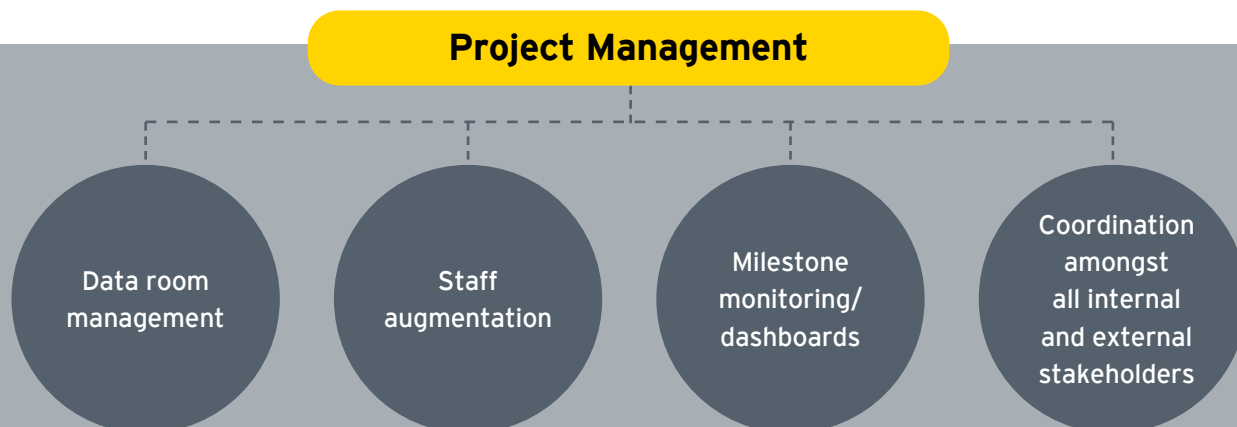 Project Management
Data room
management
Staff
augmentation
Milestone
monitoring/
dashboards
Coordination
amongst
all internal
and external
stakeholders